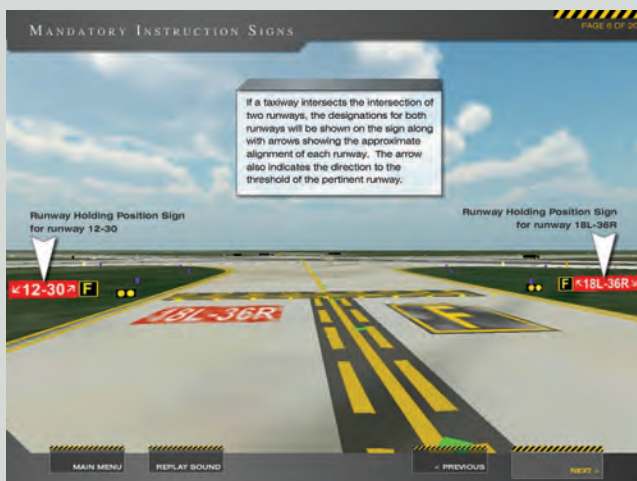 MANDATORY INSTRUCTION SIGNS
PAGE 6 OF 20
If a taxiway intersects the intersection of
two runways, the designations for both
runways will be shown on the sign along
with arrows showing the approximate
alignment of each runway. The arrow
also indicates the direction to the
threshold of the pertinent runway.
Runway Holding Position Sign
for runway 12-30
Runway Holding Position Sign
for runway 18L-36R
↙12-30↗ F
F ↖18L-36R↘
18L-36R
F
MAIN MENU
REPLAY SOUND
< PREVIOUS
NEXT >